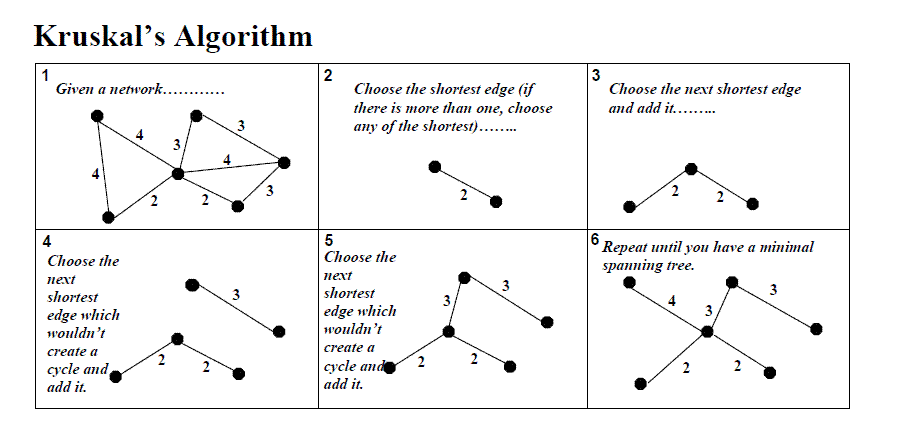 Kruskal's Algorithm
1
Given a network…………
4
3
3
4
4
2
2
3
2
Choose the shortest edge (if
there is more than one, choose
any of the shortest)……..
2
3
Choose the next shortest edge
and add it……...
2
2
4
Choose the
next
shortest
edge which
wouldn't
create a
cycle and
add it.
3
2
2
5
Choose the
next
shortest
edge which
wouldn't
create a
cycle and
add it.
3
3
2
2
6
Repeat until you have a minimal
spanning tree.
4
3
3
2
2